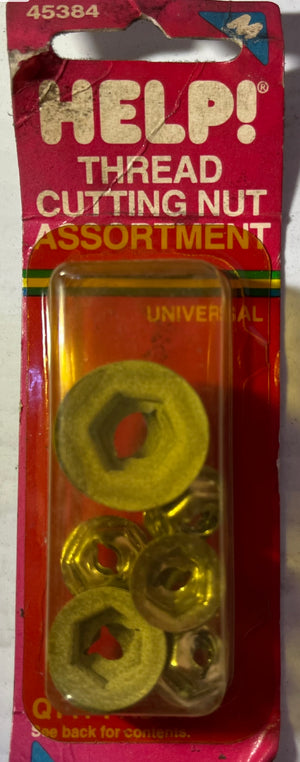 45384
HELP!®
THREAD
CUTTING NUT
ASSORTMENT
UNIVERSAL
See back for contents.